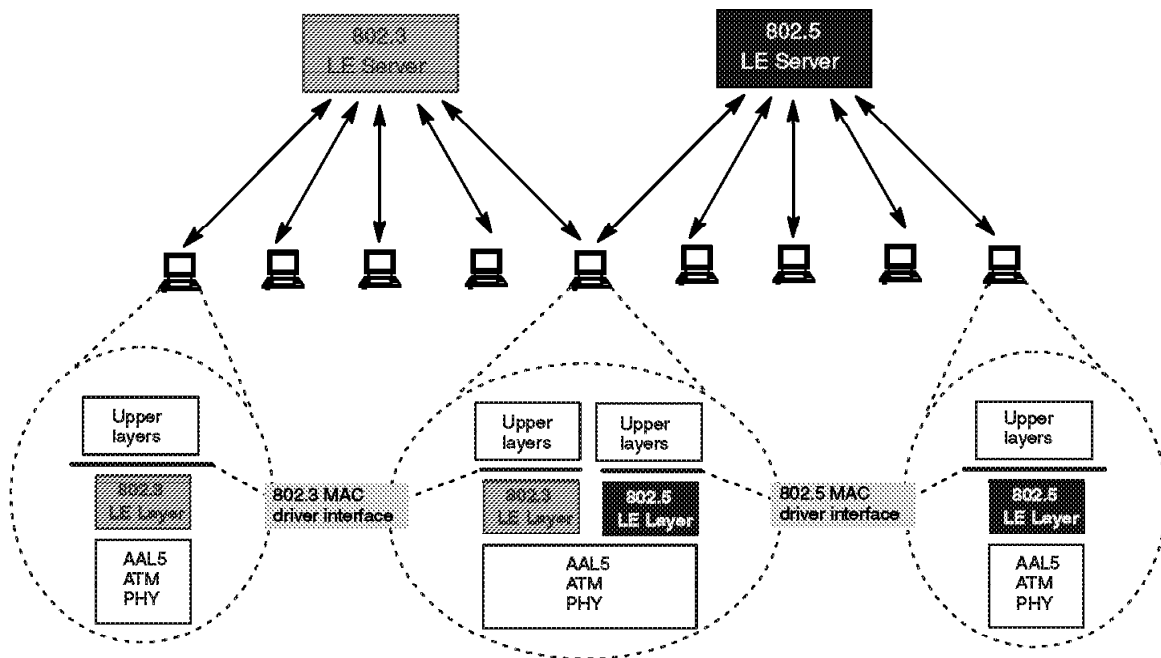 802.3
LE Server
802.5
LE Server
Upper
layers
802.3
LE Layer
AAL5
ATM
PHY
802.3 MAC
driver interface
Upper
layers
Upper
layers
802.3
LE Layer
802.5
LE Layer
AAL5
ATM
PHY
802.5 MAC
driver interface
Upper
layers
802.5
LE Layer
AAL5
ATM
PHY